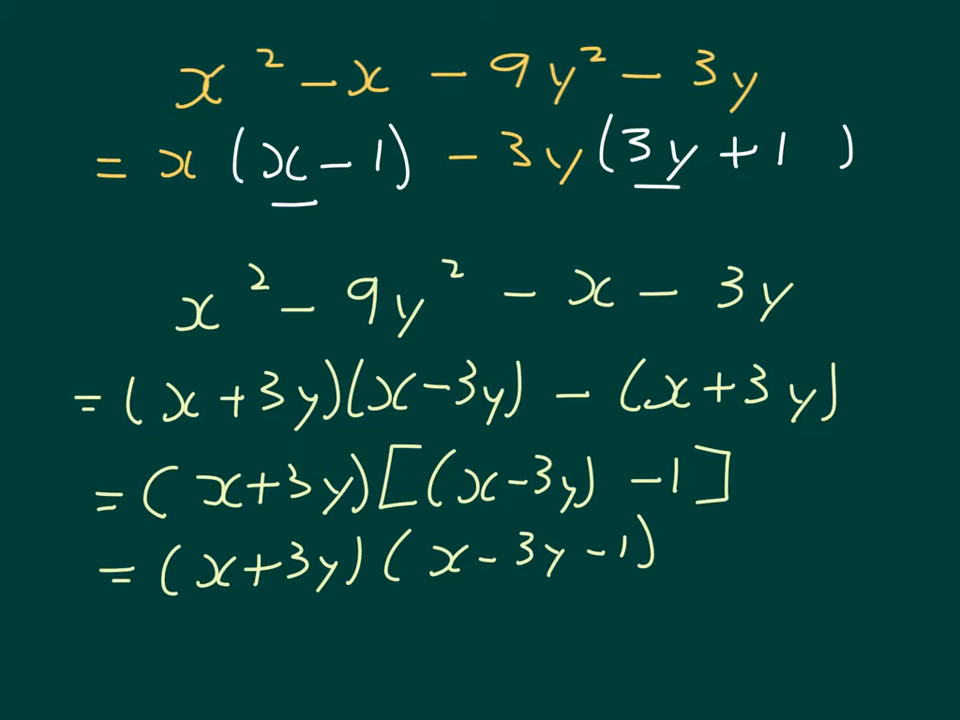 x² - x - 9y² - 3y
= x(x - 1) - 3y(3y + 1 )
x² - 9y² - x - 3y
= (x + 3y)(x - 3y) - (x + 3y)
= (x + 3y)[(x - 3y) - 1]
= (x + 3y)(x - 3y - 1)